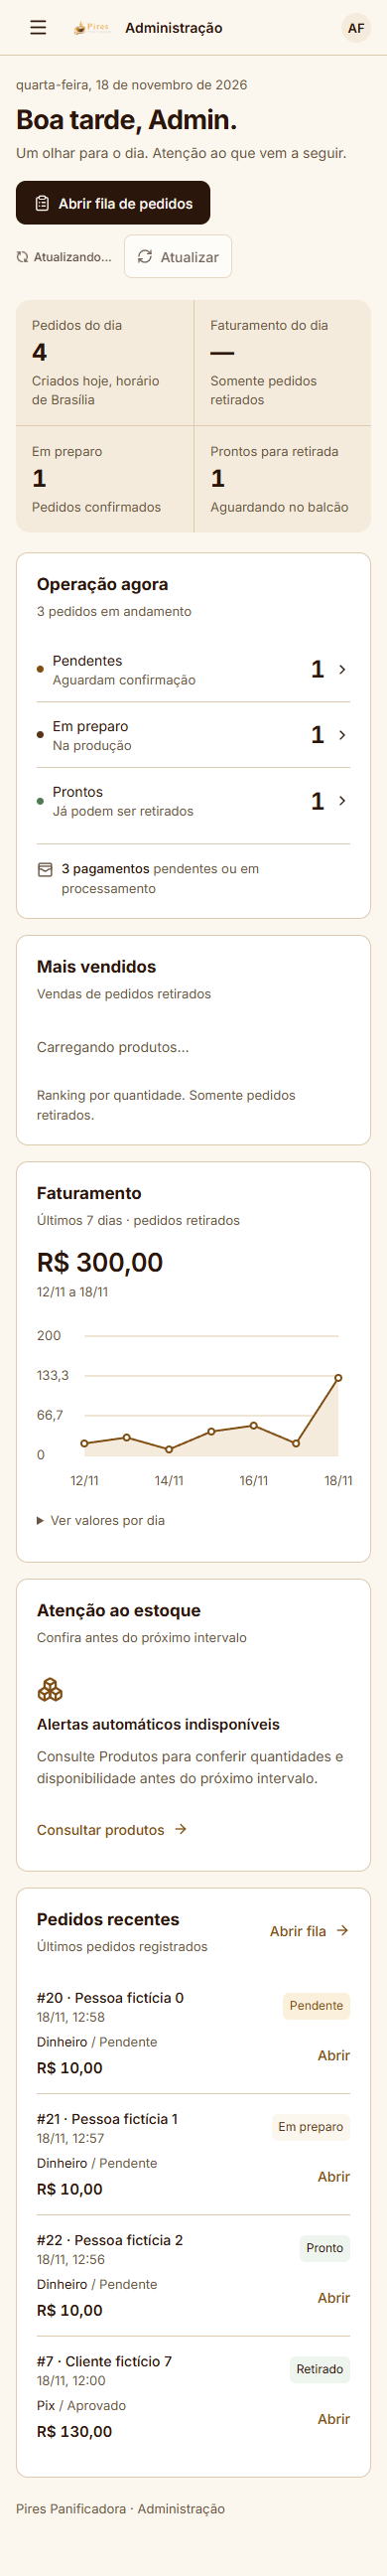 Pires
Administração
AF
quarta-feira, 18 de novembro de 2026
Boa tarde, Admin.
Um olhar para o dia. Atenção ao que vem a seguir.
Abrir fila de pedidos
Atualizando...
Atualizar
Pedidos do dia
4
Criados hoje, horário
de Brasília
Faturamento do dia
—
Somente pedidos
retirados
Em preparo
1
Pedidos confirmados
Prontos para retirada
1
Aguardando no balcão
Operação agora
3 pedidos em andamento
Pendentes
Aguardam confirmação
1
Em preparo
Na produção
1
Prontos
Já podem ser retirados
1
3 pagamentos pendentes ou em
processamento
Mais vendidos
Vendas de pedidos retirados
Carregando produtos...
Ranking por quantidade. Somente pedidos
retirados.
Faturamento
Últimos 7 dias · pedidos retirados
R$ 300,00
12/11 a 18/11
200
133,3
66,7
0
12/11 14/11 16/11 18/11
Ver valores por dia
Atenção ao estoque
Confira antes do próximo intervalo
Alertas automáticos indisponíveis
Consulte Produtos para conferir quantidades e
disponibilidade antes do próximo intervalo.
Consultar produtos
Pedidos recentes
Últimos pedidos registrados
Abrir fila
#20 · Pessoa fictícia 0
18/11, 12:58
Dinheiro / Pendente
R$ 10,00
Pendente
Abrir
#21 · Pessoa fictícia 1
18/11, 12:57
Dinheiro / Pendente
R$ 10,00
Em preparo
Abrir
#22 · Pessoa fictícia 2
18/11, 12:56
Dinheiro / Pendente
R$ 10,00
Pronto
Abrir
#7 · Cliente fictício 7
18/11, 12:00
Pix / Aprovado
R$ 130,00
Retirado
Abrir
Pires Panificadora · Administração